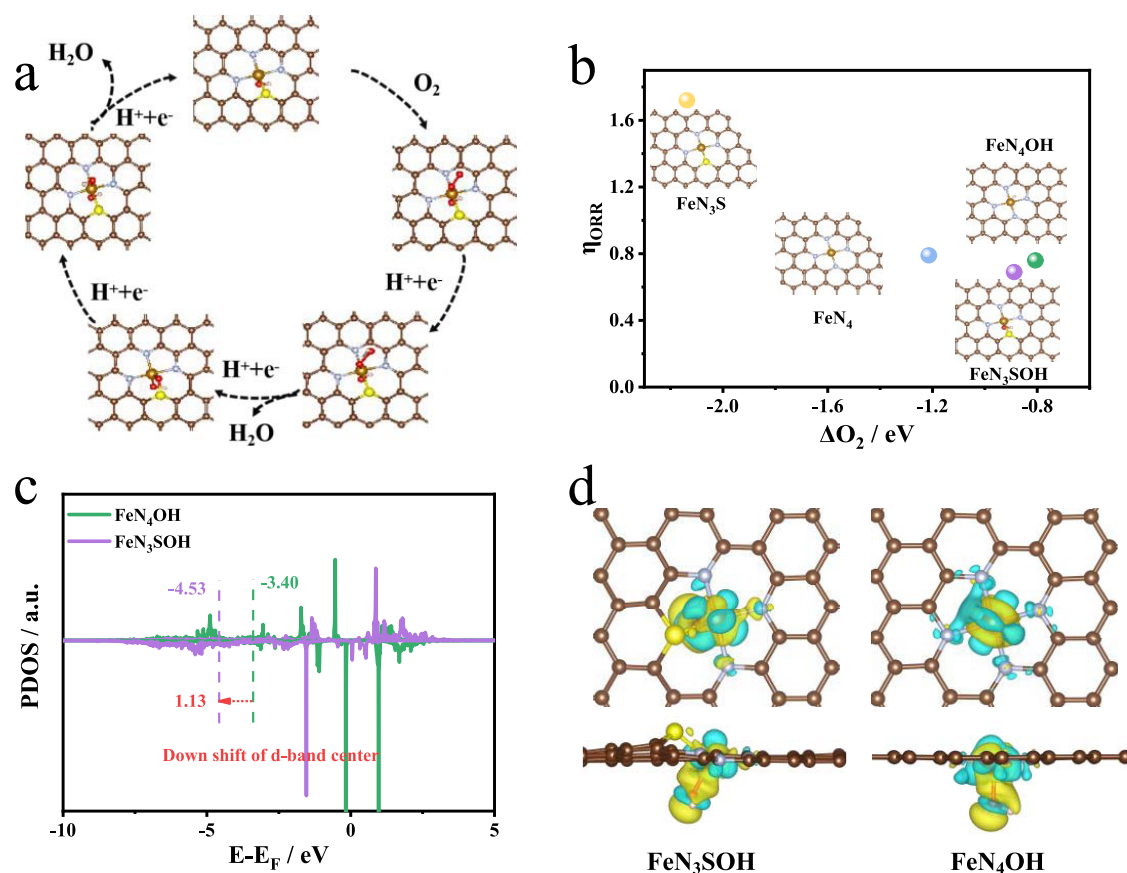 a
H₂O
H⁺+e⁻
O₂
H⁺+e⁻
H⁺+e⁻
H⁺+e⁻
H₂O
b
ηORR
1.6
1.2
0.8
0.4
0.0
FeN₃S
FeN₄
FeN₄OH
FeN₃SOH
-2.0 -1.6 -1.2 -0.8
ΔO₂ / eV
c
PDOS / a.u.
FeN₄OH
FeN₃SOH
-4.53
-3.40
1.13
Down shift of d-band center
-10 -5 0 5
E-E_F / eV
d
FeN₃SOH FeN₄OH